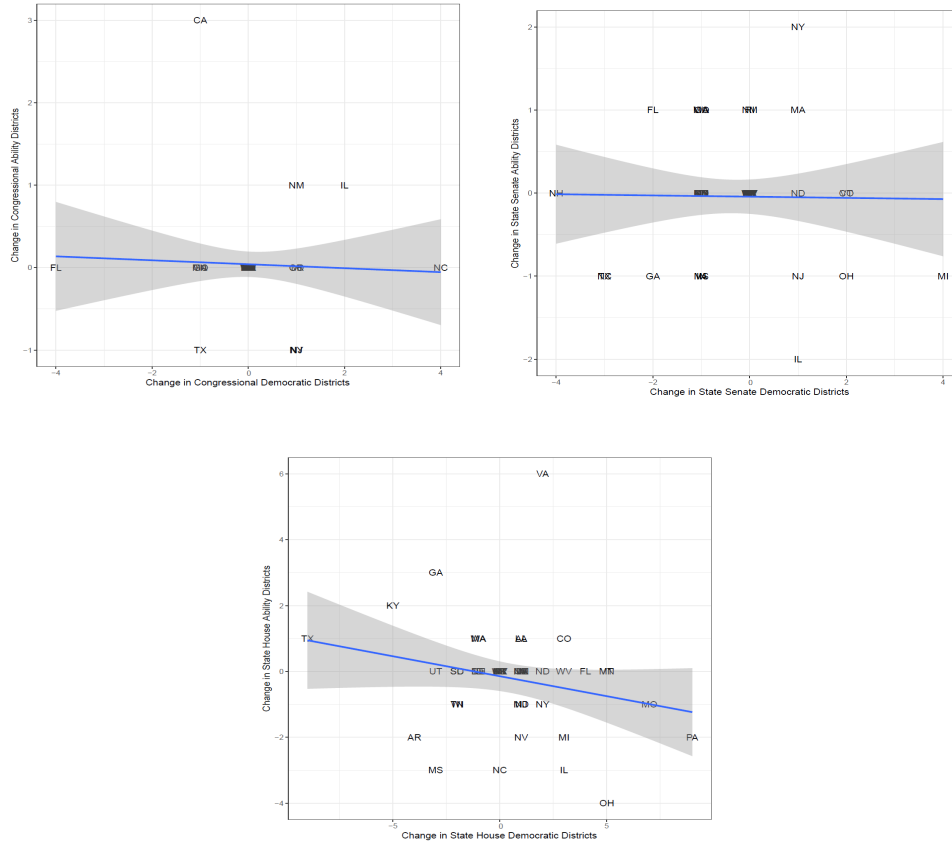 3
CA
2
1
NM
IL
0
FL
NC
−1
TX
−4
−2
0
2
4
Change in Congressional Democratic Districts
Change in Congressional Ability Districts
2
NY
1
FL
MA
0
NH
ND
−1
GA
NJ
OH
MI
−2
IL
−4
−2
0
2
4
Change in State Senate Democratic Districts
Change in State Senate Ability Districts
6
VA
4
GA
2
KY
TX
CO
0
UT
ND
WV
FL
NY
MO
−2
AR
NV
MI
PA
MS
NC
IL
−4
OH
−5
0
5
Change in State House Democratic Districts
Change in State House Ability Districts